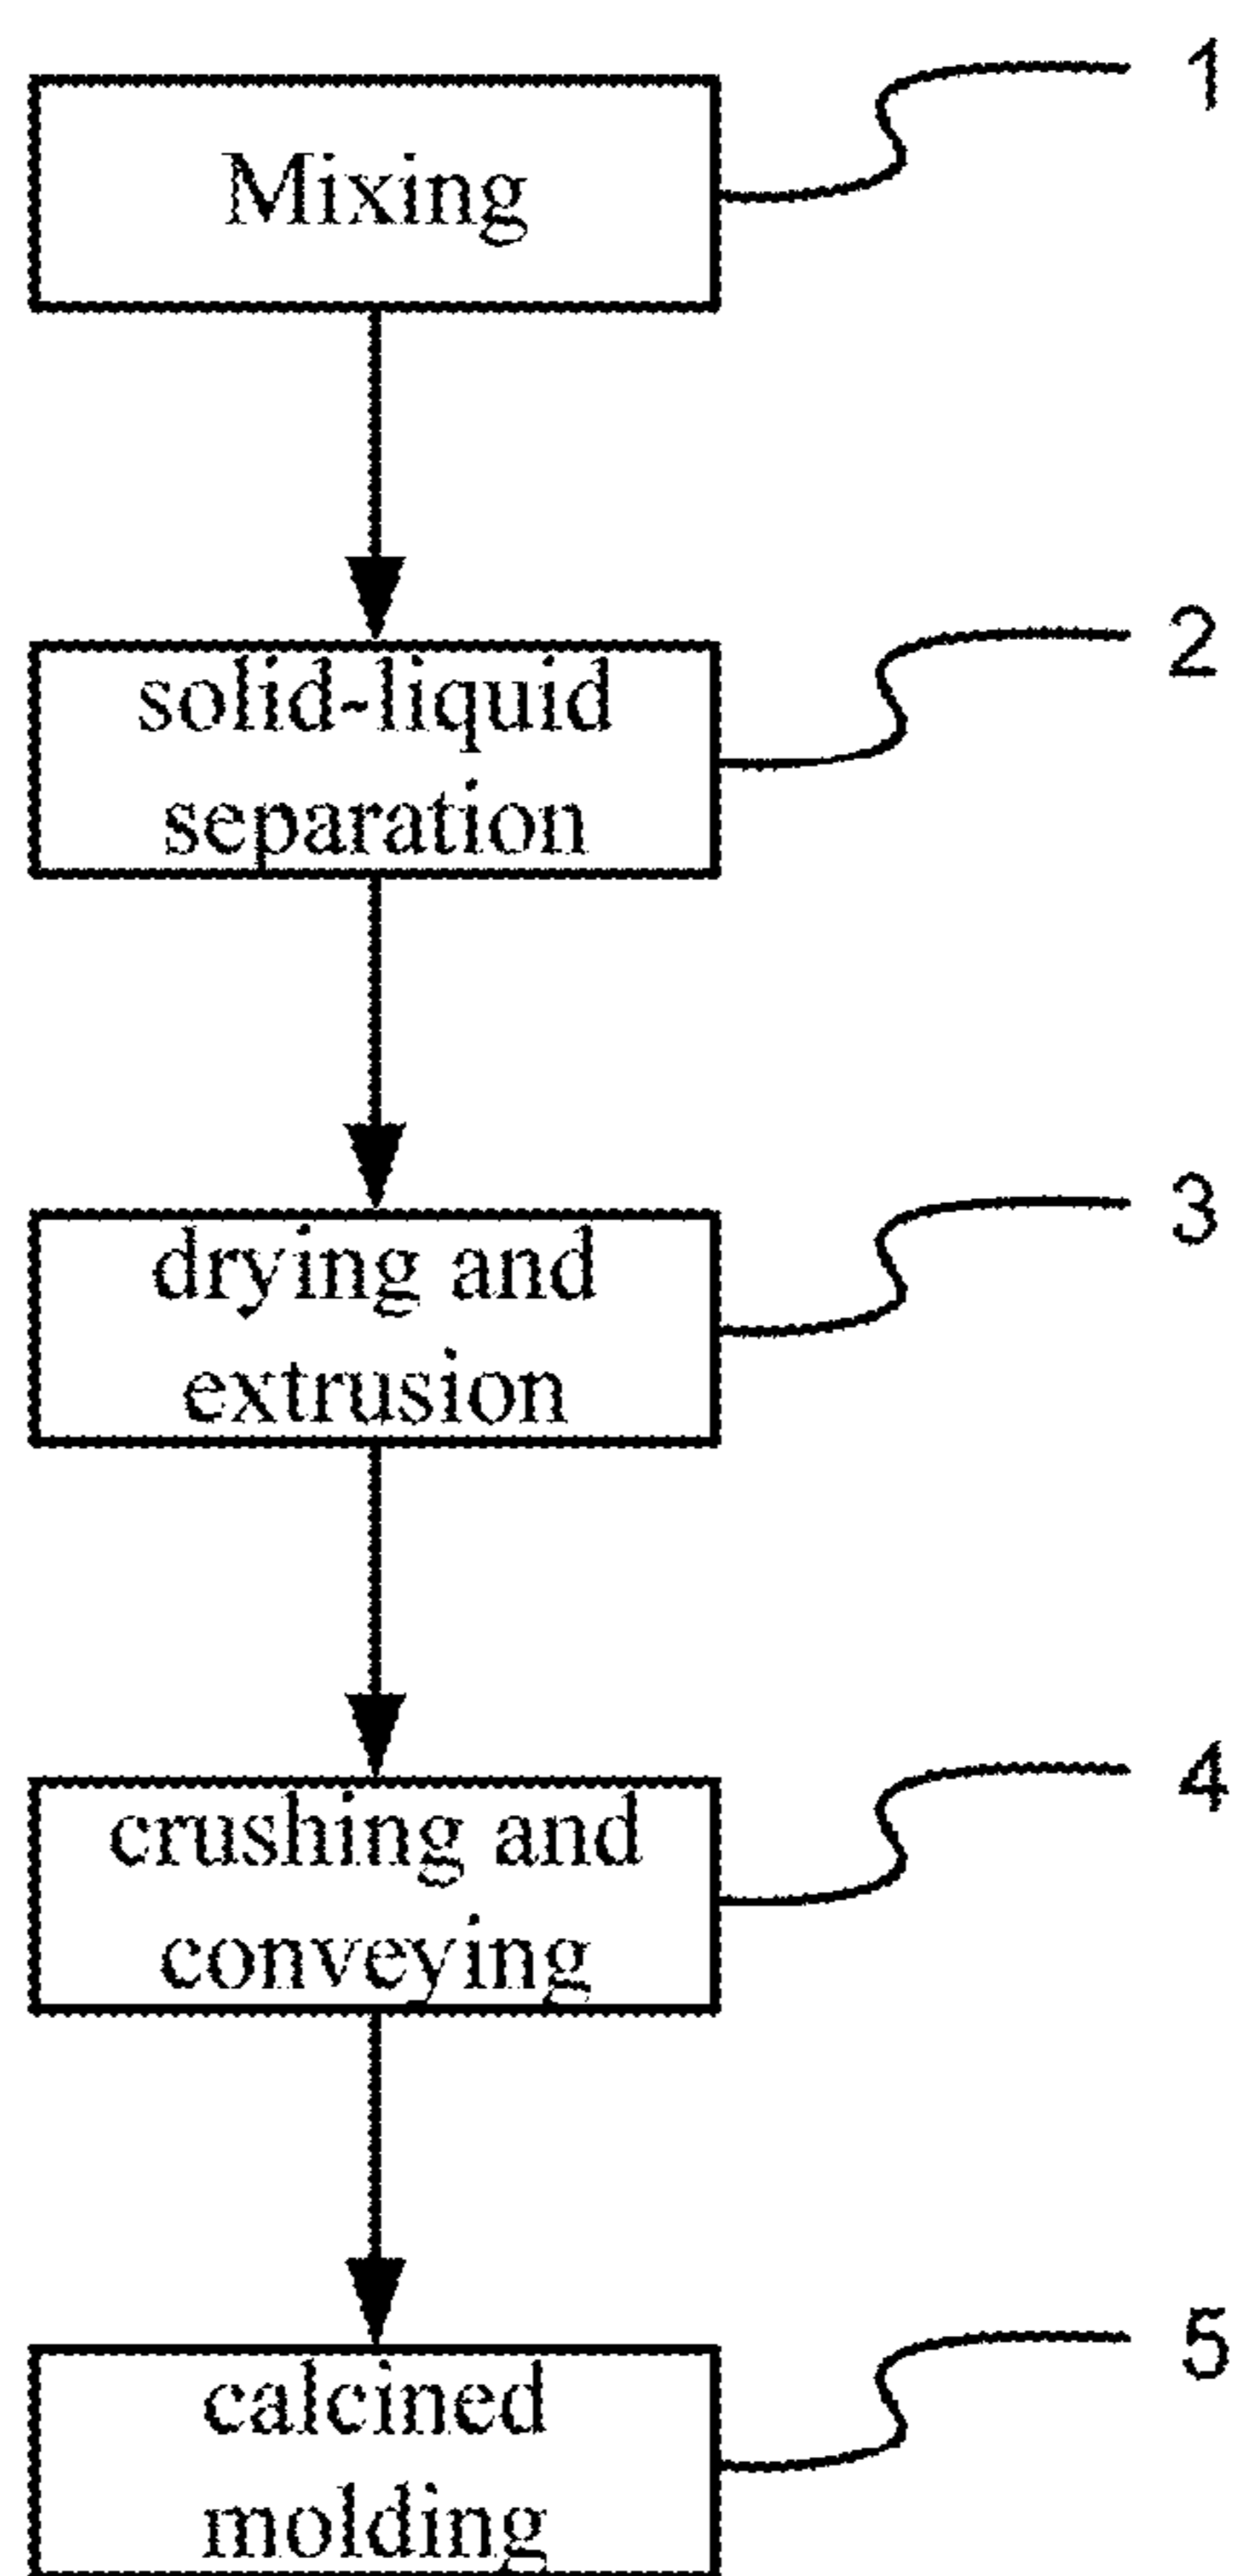 Mixing
1
solid-liquid
separation
2
drying and
extrusion
3
crushing and
conveying
4
calcined
molding
5